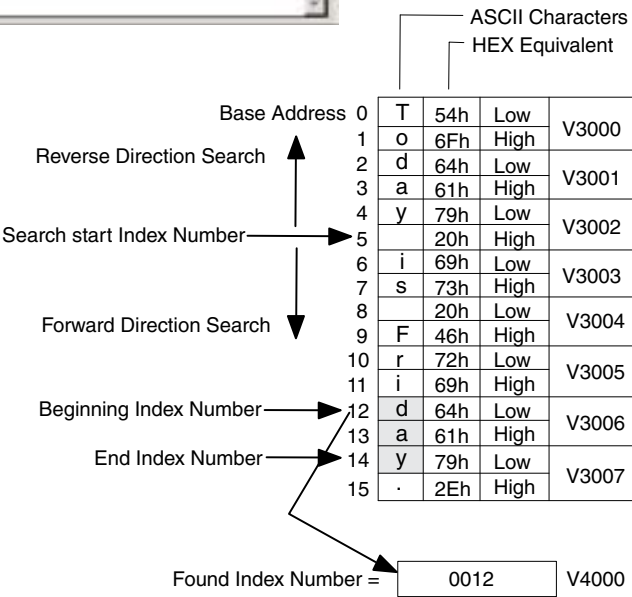 ASCII Characters
HEX Equivalent
Base Address 0 T 54h Low V3000
1 o 6Fh High
Reverse Direction Search 2 d 64h Low V3001
3 a 61h High
4 y 79h Low V3002
Search start Index Number 5 20h High
6 i 69h Low V3003
7 s 73h High
8 20h Low V3004
Forward Direction Search 9 F 46h High
10 r 72h Low V3005
11 i 69h High
Beginning Index Number 12 d 64h Low V3006
13 a 61h High
End Index Number 14 y 79h Low V3007
15 . 2Eh High
Found Index Number = 0012 V4000